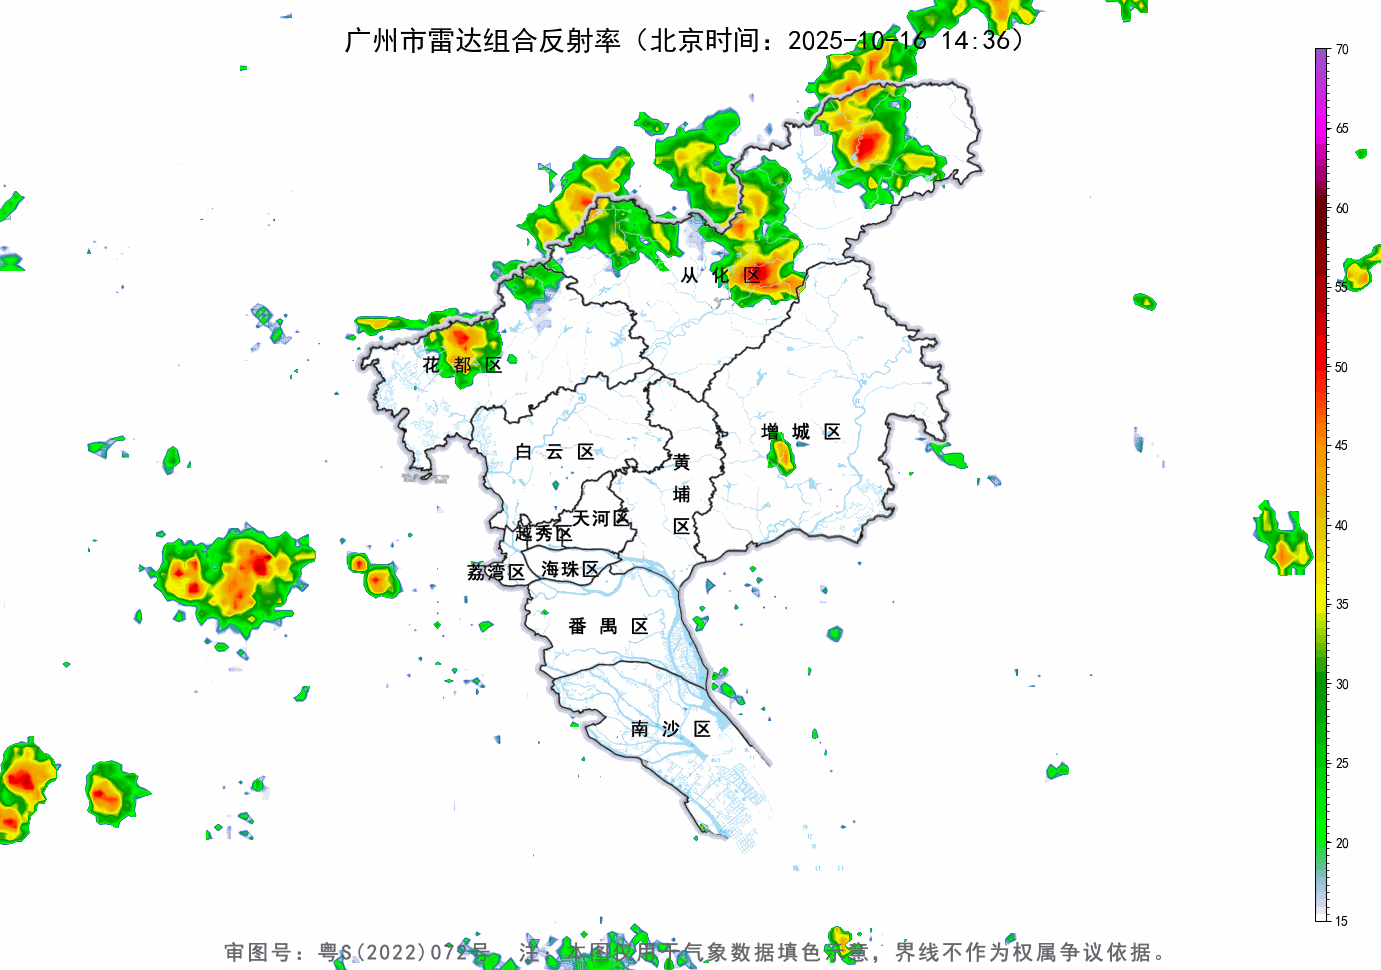 广州市雷达组合反射率（北京时间：2025-10-16 14:36）
70
65
60
55
50
45
40
35
30
25
20
15
从化区
花都区
增城区
白云区
黄埔区
天河区
越秀区
荔湾区
海珠区
番禺区
南沙区
审图号：粤S(2022)072号 注：本图仅用于气象数据填色示意，界线不作为权属争议依据。